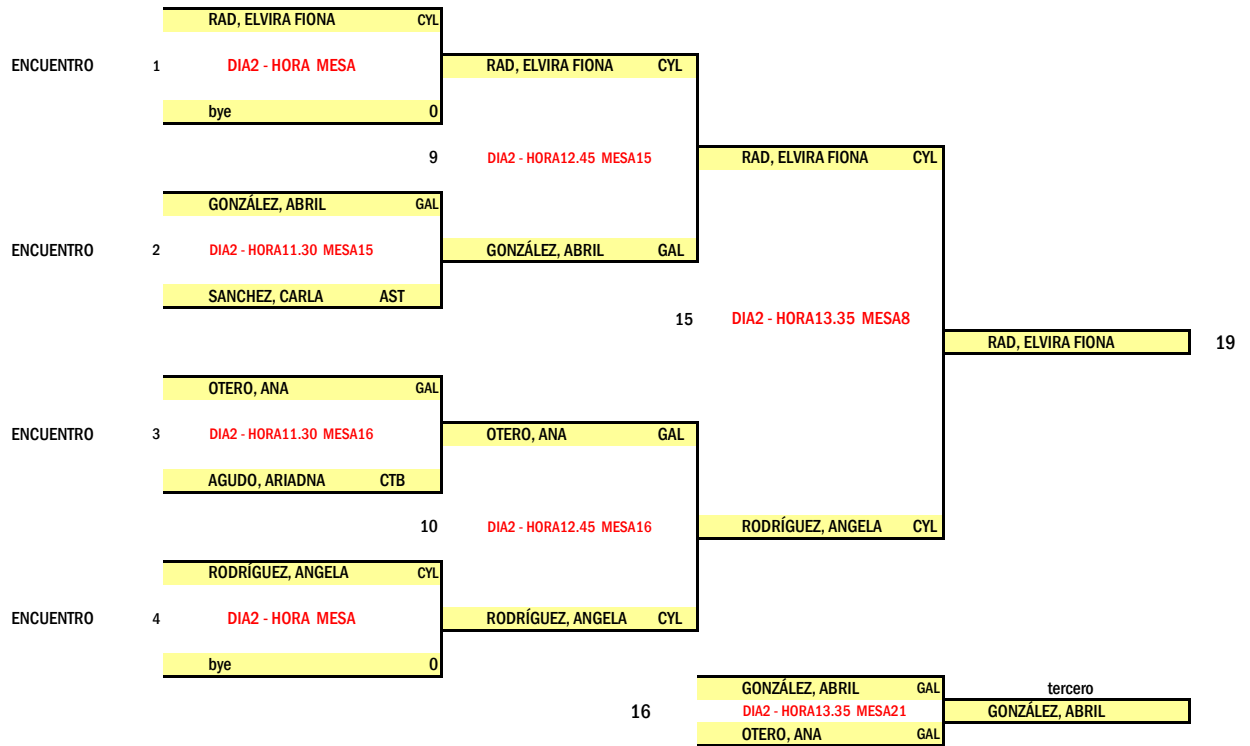 RAD, ELVIRA FIONA CYL
ENCUENTRO 1 DIA2 - HORA MESA RAD, ELVIRA FIONA CYL
bye 0
9 DIA2 - HORA12.45 MESA15 RAD, ELVIRA FIONA CYL
GONZÁLEZ, ABRIL GAL
ENCUENTRO 2 DIA2 - HORA11.30 MESA15 GONZÁLEZ, ABRIL GAL
SANCHEZ, CARLA AST
15 DIA2 - HORA13.35 MESA8
RAD, ELVIRA FIONA 19
OTERO, ANA GAL
ENCUENTRO 3 DIA2 - HORA11.30 MESA16 OTERO, ANA GAL
AGUDO, ARIADNA CTB
10 DIA2 - HORA12.45 MESA16 RODRÍGUEZ, ANGELA CYL
RODRÍGUEZ, ANGELA CYL
ENCUENTRO 4 DIA2 - HORA MESA RODRÍGUEZ, ANGELA CYL
bye 0
GONZÁLEZ, ABRIL GAL tercero
16 DIA2 - HORA13.35 MESA21 GONZÁLEZ, ABRIL
OTERO, ANA GAL